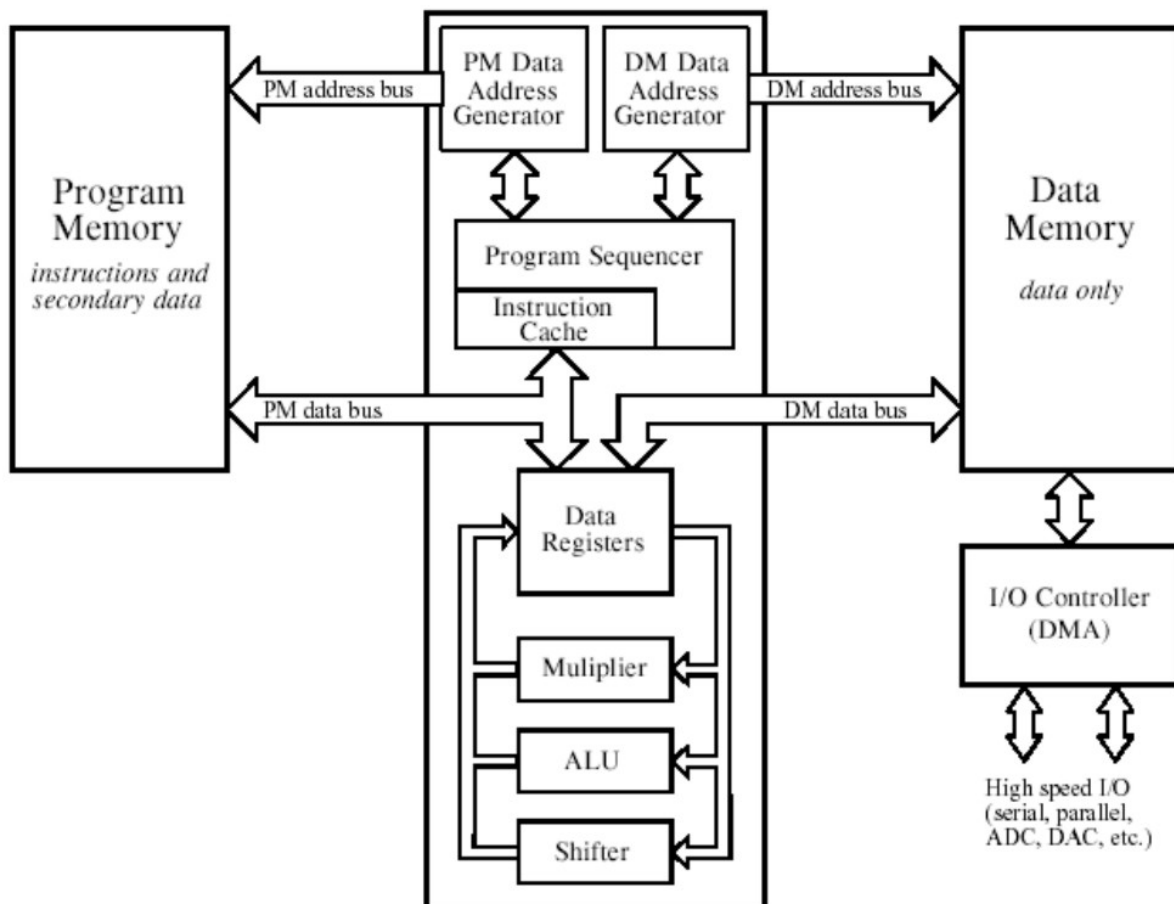 PM Data
Address
Generator
DM Data
Address
Generator
PM address bus
DM address bus
Program
Memory
instructions and
secondary data
Data
Memory
data only
Program Sequencer
Instruction
Cache
PM data bus
DM data bus
Data
Registers
I/O Controller
(DMA)
Muliplier
ALU
Shifter
High speed I/O
(serial, parallel,
ADC, DAC, etc.)